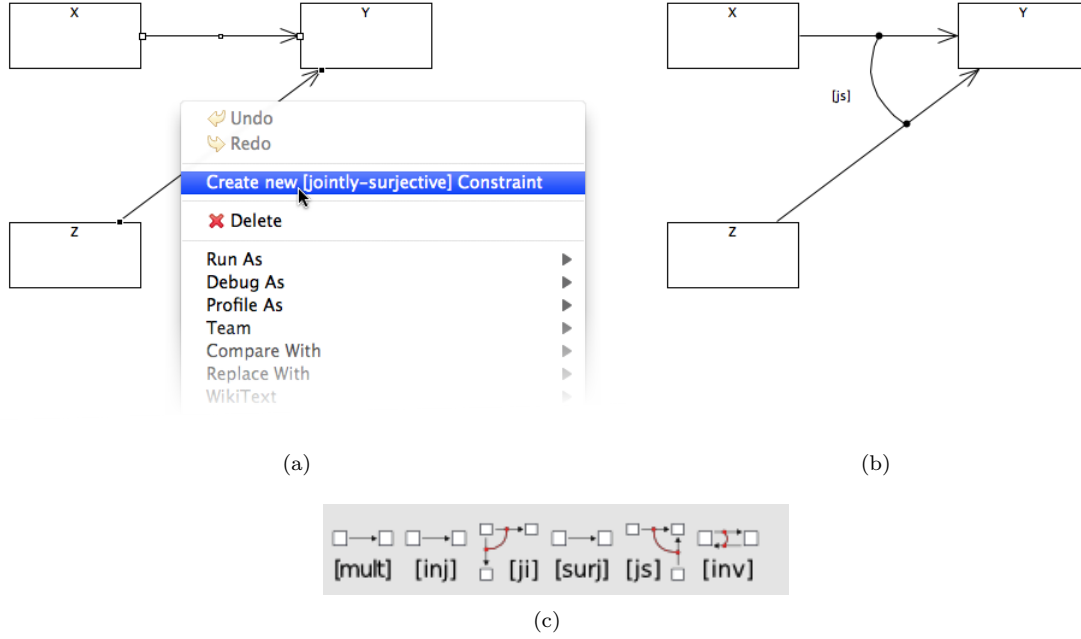 X
Y
Z
Undo
Redo
Create new [jointly-surjective] Constraint
Delete
Run As
Debug As
Profile As
Team
Compare With
Replace With
WikiText
(a)
X
Y
[js]
Z
(b)
[mult] [inj] [ji] [surj] [js] [inv]
(c)